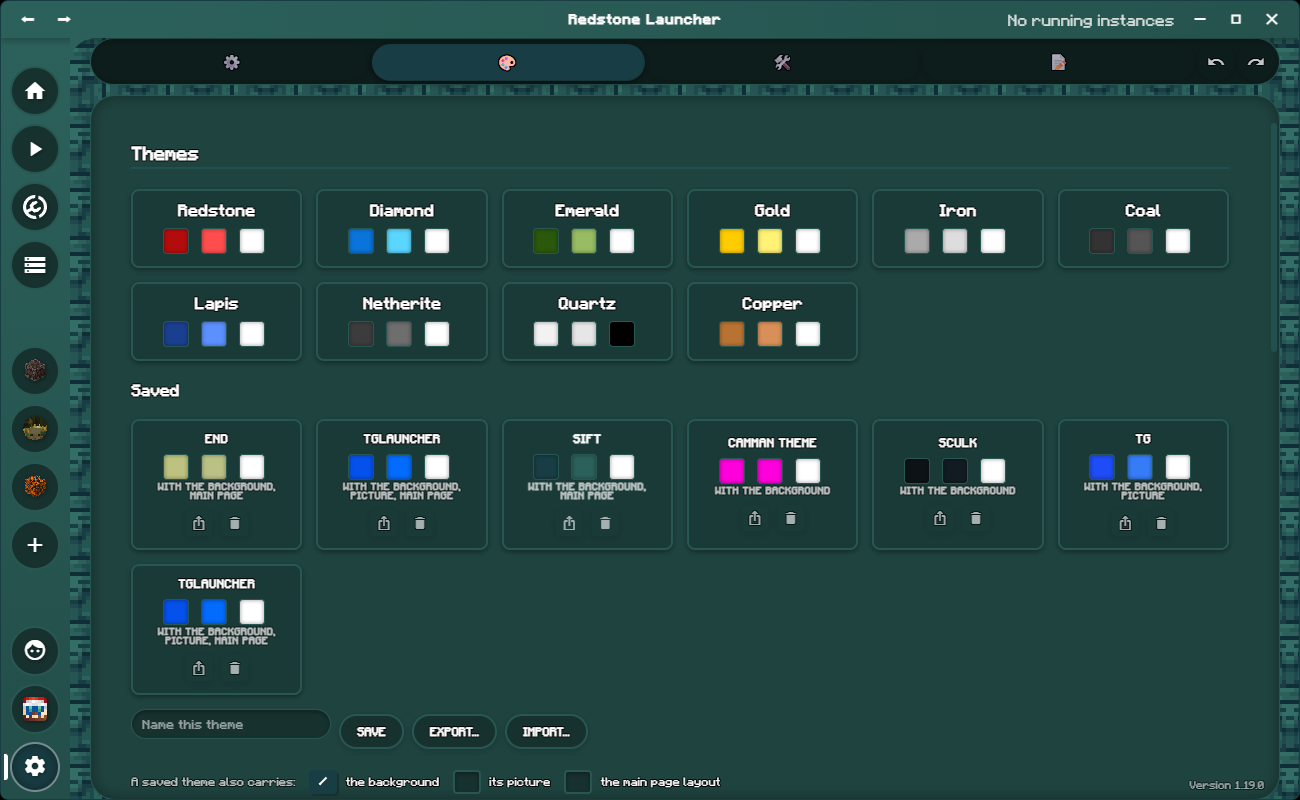 Redstone Launcher
No running instances
Themes
Redstone
Diamond
Emerald
Gold
Iron
Coal
Lapis
Netherite
Quartz
Copper
Saved
END
WITH THE BACKGROUND,
MAIN PAGE
TGLAUNCHER
WITH THE BACKGROUND,
PICTURE, MAIN PAGE
SIFT
WITH THE BACKGROUND,
MAIN PAGE
CAMMAN THEME
WITH THE BACKGROUND
SCULK
WITH THE BACKGROUND
TG
WITH THE BACKGROUND,
PICTURE
TGLAUNCHER
WITH THE BACKGROUND,
PICTURE, MAIN PAGE
Name this theme
SAVE
EXPORT...
IMPORT...
A saved theme also carries:
the background
its picture
the main page layout
Version 1.19.0